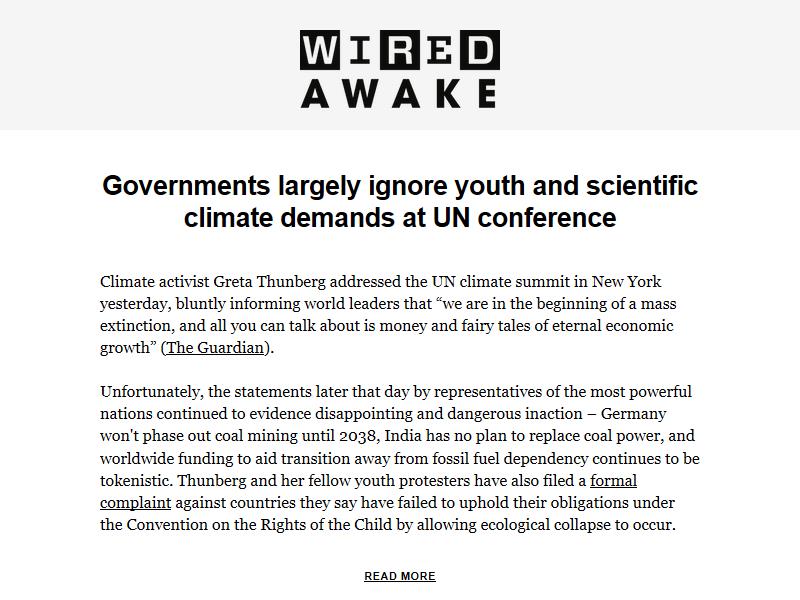 WIRED
AWAKE
Governments largely ignore youth and scientific
climate demands at UN conference
Climate activist Greta Thunberg addressed the UN climate summit in New York
yesterday, bluntly informing world leaders that “we are in the beginning of a mass
extinction, and all you can talk about is money and fairy tales of eternal economic
growth” (The Guardian).
Unfortunately, the statements later that day by representatives of the most powerful
nations continued to evidence disappointing and dangerous inaction – Germany
won't phase out coal mining until 2038, India has no plan to replace coal power, and
worldwide funding to aid transition away from fossil fuel dependency continues to be
tokenistic. Thunberg and her fellow youth protesters have also filed a formal
complaint against countries they say have failed to uphold their obligations under
the Convention on the Rights of the Child by allowing ecological collapse to occur.
READ MORE